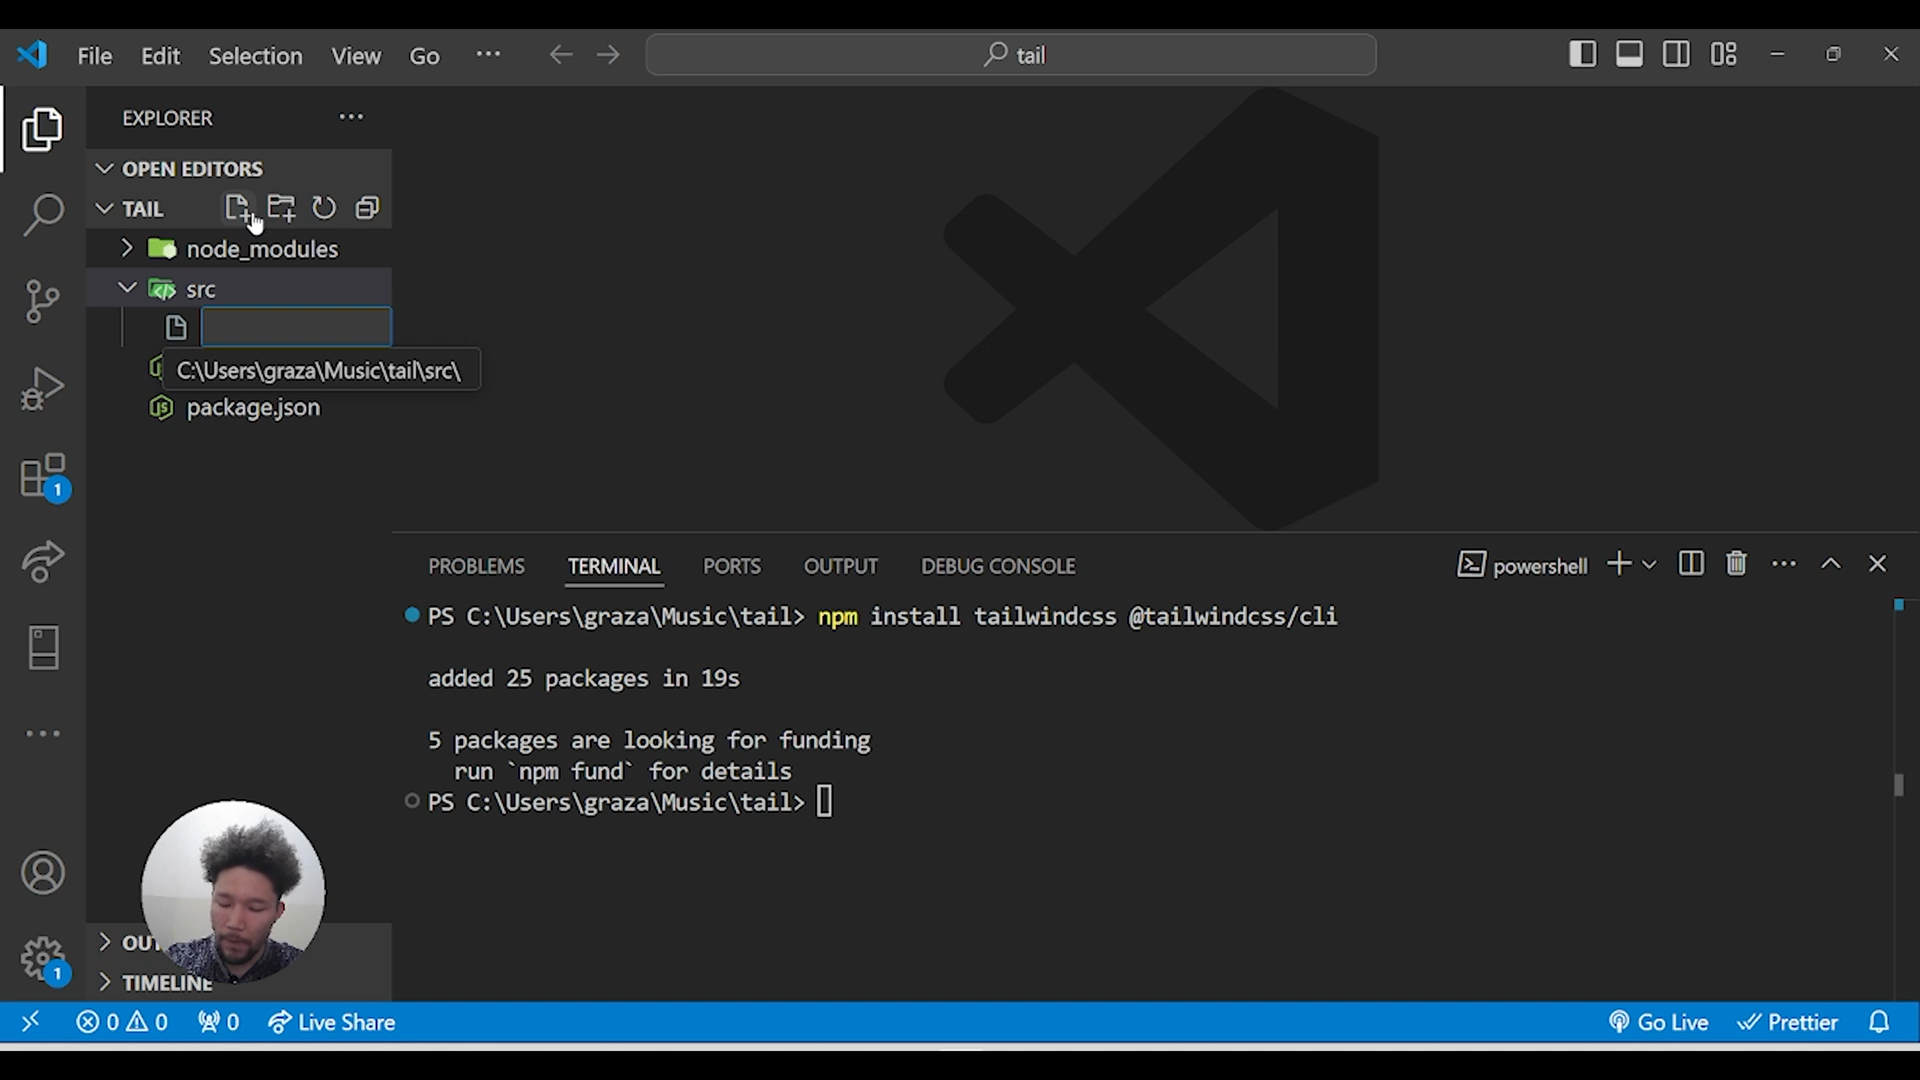 File Edit Selection View Go ··· tail
EXPLORER ···
OPEN EDITORS
TAIL
node_modules
src
C:\Users\graza\Music\tail\src\
package.json
1
PROBLEMS TERMINAL PORTS OUTPUT DEBUG CONSOLE powershell
PS C:\Users\graza\Music\tail> npm install tailwindcss @tailwindcss/cli
added 25 packages in 19s
5 packages are looking for funding
run `npm fund` for details
PS C:\Users\graza\Music\tail>
OUT
1
TIMELINE
0 0 0 Live Share Go Live Prettier